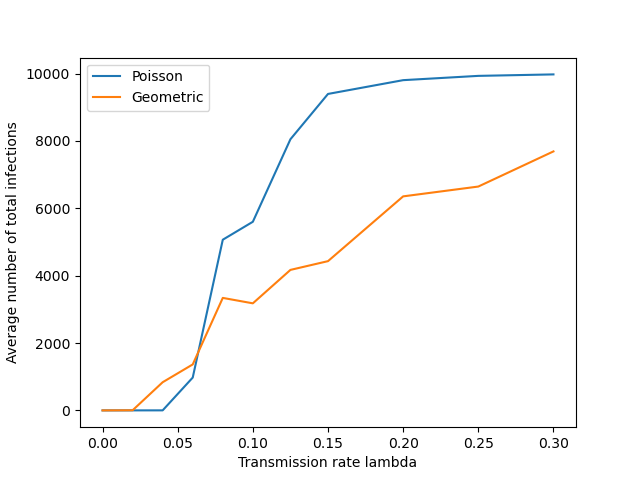 Poisson
Geometric
10000
8000
6000
4000
2000
0
Average number of total infections
0.00 0.05 0.10 0.15 0.20 0.25 0.30
Transmission rate lambda